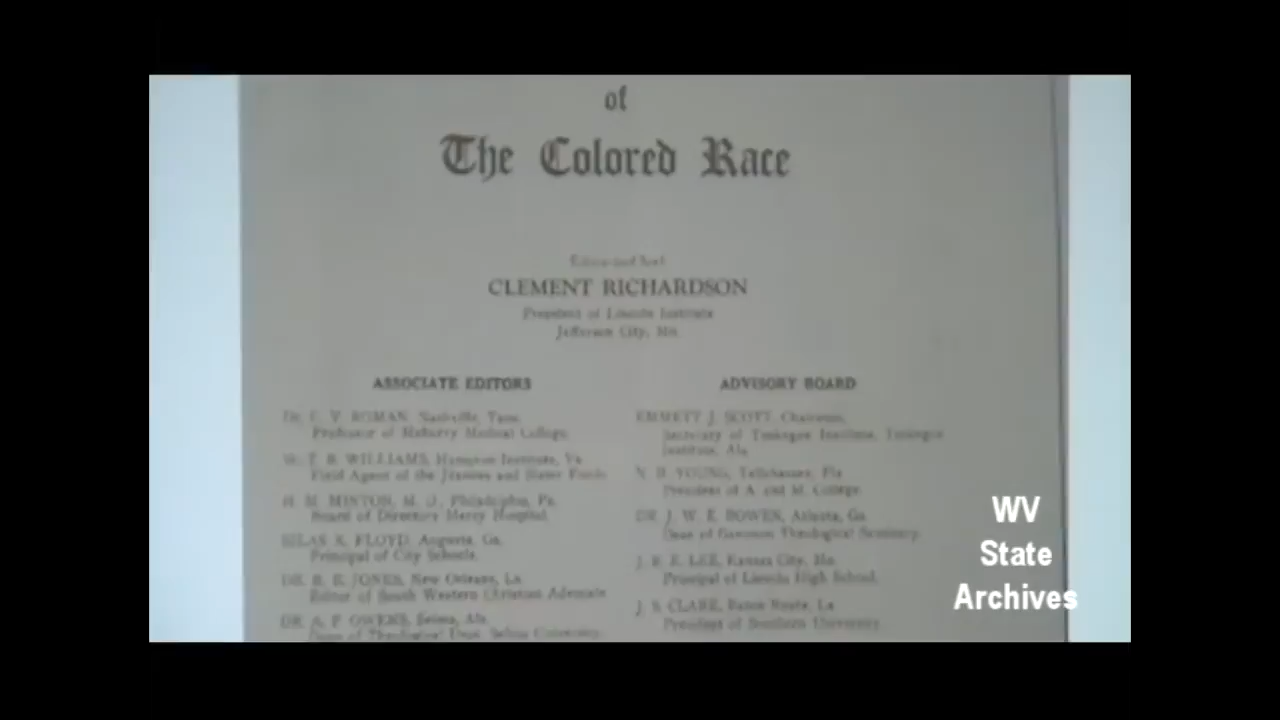 of
The Colored Race
CLEMENT RICHARDSON
President of Lincoln Institute
Jefferson City, Mo.
ASSOCIATE EDITORS
DR. C. V. ROMAN, Nashville, Tenn.
Professor of Meharry Medical College.
W. T. B. WILLIAMS, Hampton Institute, Va.
Field Agent of the Jeannes and Slater Funds.
H. M. MINTON, M. D., Philadelphia, Pa.
Board of Directors Mercy Hospital.
SILAS X. FLOYD, Augusta, Ga.
Principal of City Schools.
DR. R. E. JONES, New Orleans, La.
Editor of South Western Christian Advocate
DR. A. F. OWENS, Selma, Ala.
Dean of Theological Dept. Selma University.
ADVISORY BOARD
EMMETT J. SCOTT, Chairman,
Secretary of Tuskegee Institute, Tuskegee
Institute, Ala.
N. B. YOUNG, Tallahassee, Fla.
President of A. and M. College.
DR. J. W. E. BOWEN, Atlanta, Ga.
Dean of Gammon Theological Seminary.
J. R. E. LEE, Kansas City, Mo.
Principal of Lincoln High School.
J. S. CLARK, Baton Rouge, La.
President of Southern University.
WV
State
Archives